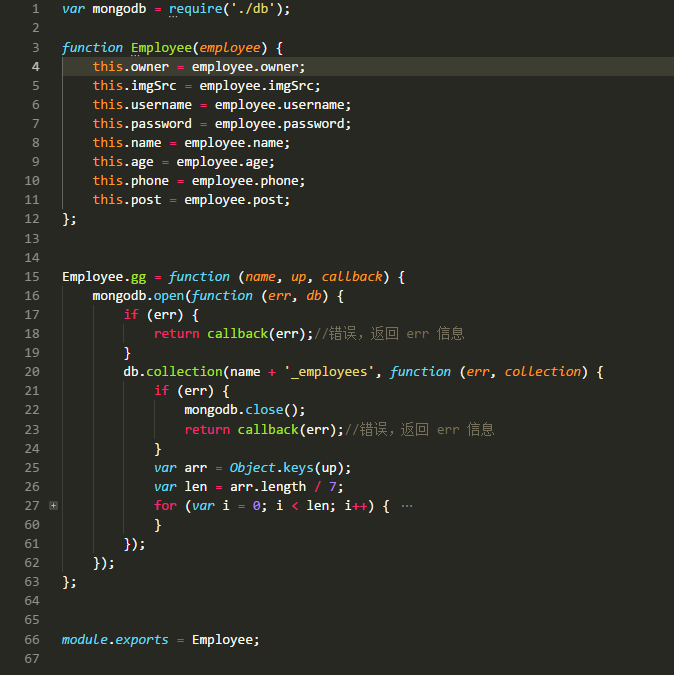 1 var mongodb = require('./db');
2
3 function Employee(employee) {
4     this.owner = employee.owner;
5     this.imgSrc = employee.imgSrc;
6     this.username = employee.username;
7     this.password = employee.password;
8     this.name = employee.name;
9     this.age = employee.age;
10     this.phone = employee.phone;
11     this.post = employee.post;
12 };
13
14
15 Employee.gg = function (name, up, callback) {
16     mongodb.open(function (err, db) {
17         if (err) {
18             return callback(err);//错误，返回 err 信息
19         }
20         db.collection(name + '_employees', function (err, collection) {
21             if (err) {
22                 mongodb.close();
23                 return callback(err);//错误，返回 err 信息
24             }
25             var arr = Object.keys(up);
26             var len = arr.length / 7;
27             for (var i = 0; i < len; i++) { ⋯
60             }
61         });
62     });
63 };
64
65
66 module.exports = Employee;
67